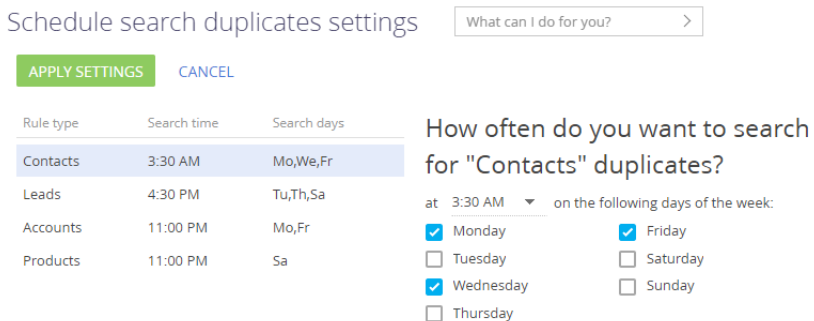 Schedule search duplicates settings
What can I do for you?
APPLY SETTINGS CANCEL
Rule type Search time Search days
Contacts 3:30 AM Mo,We,Fr
Leads 4:30 PM Tu,Th,Sa
Accounts 11:00 PM Mo,Fr
Products 11:00 PM Sa
How often do you want to search
for "Contacts" duplicates?
at 3:30 AM on the following days of the week:
Monday Friday
Tuesday Saturday
Wednesday Sunday
Thursday